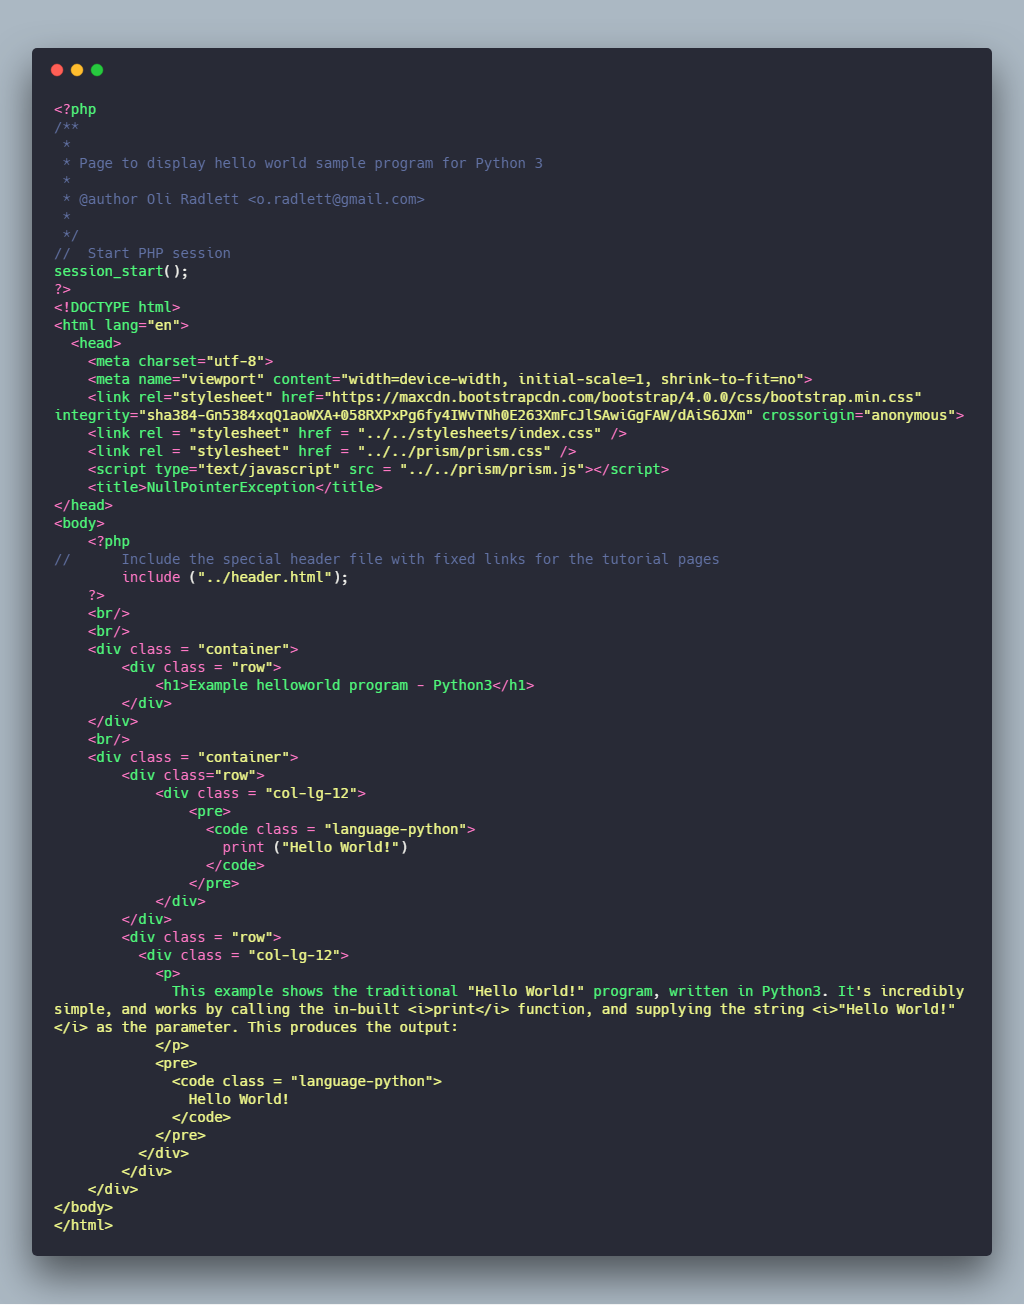 <?php
/**
 *
 * Page to display hello world sample program for Python 3
 *
 * @author Oli Radlett <o.radlett@gmail.com>
 *
 */
//  Start PHP session
session_start();
?>
<!DOCTYPE html>
<html lang="en">
  <head>
    <meta charset="utf-8">
    <meta name="viewport" content="width=device-width, initial-scale=1, shrink-to-fit=no">
    <link rel="stylesheet" href="https://maxcdn.bootstrapcdn.com/bootstrap/4.0.0/css/bootstrap.min.css"
integrity="sha384-Gn5384xqQ1aoWXA+058RXPxPg6fy4IWvTNh0E263XmFcJlSAwiGgFAW/dAiS6JXm" crossorigin="anonymous">
    <link rel = "stylesheet" href = "../../stylesheets/index.css" />
    <link rel = "stylesheet" href = "../../prism/prism.css" />
    <script type="text/javascript" src = "../../prism/prism.js"></script>
    <title>NullPointerException</title>
</head>
<body>
    <?php
//      Include the special header file with fixed links for the tutorial pages
        include ("../header.html");
    ?>
    <br/>
    <br/>
    <div class = "container">
        <div class = "row">
            <h1>Example helloworld program - Python3</h1>
        </div>
    </div>
    <br/>
    <div class = "container">
        <div class="row">
            <div class = "col-lg-12">
                <pre>
                  <code class = "language-python">
                    print ("Hello World!")
                  </code>
                </pre>
            </div>
        </div>
        <div class = "row">
          <div class = "col-lg-12">
            <p>
              This example shows the traditional "Hello World!" program, written in Python3. It's incredibly
simple, and works by calling the in-built <i>print</i> function, and supplying the string <i>"Hello World!"
</i> as the parameter. This produces the output:
            </p>
            <pre>
              <code class = "language-python">
                Hello World!
              </code>
            </pre>
          </div>
        </div>
    </div>
</body>
</html>